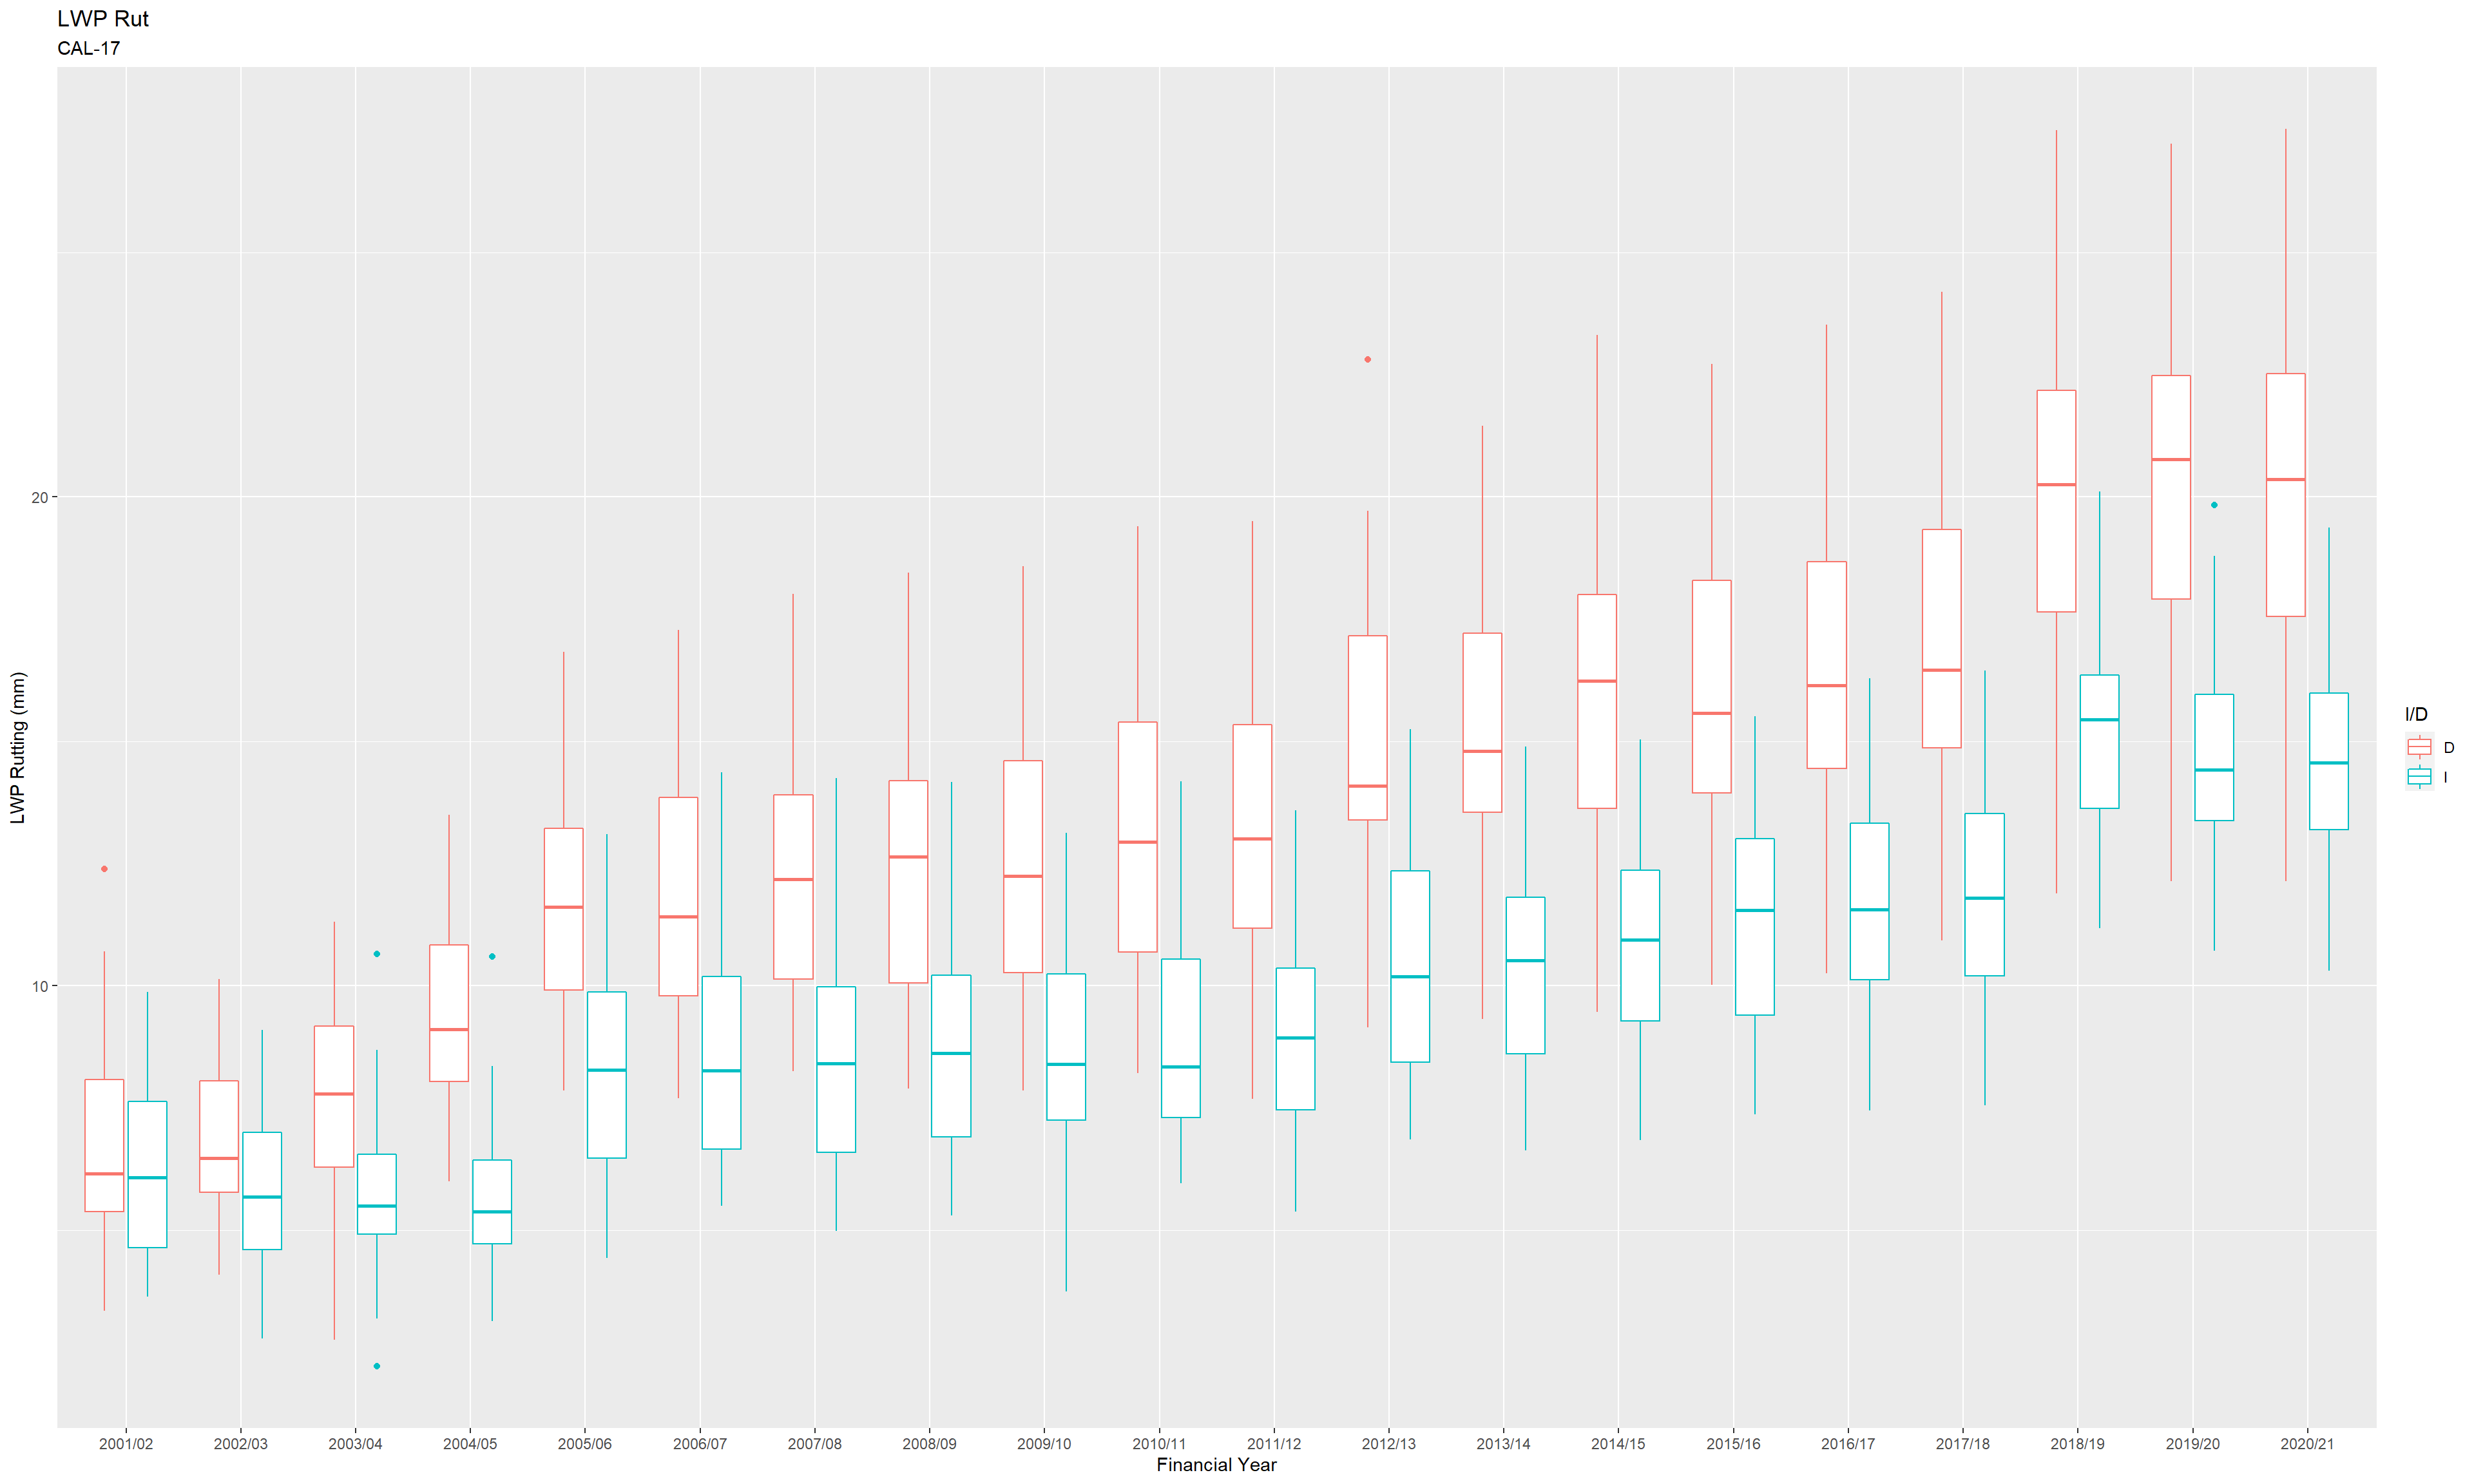 LWP Rut
CAL-17
LWP Rutting (mm)
20
10
2001/02 2002/03 2003/04 2004/05 2005/06 2006/07 2007/08 2008/09 2009/10 2010/11 2011/12 2012/13 2013/14 2014/15 2015/16 2016/17 2017/18 2018/19 2019/20 2020/21
Financial Year
I/D
D
I